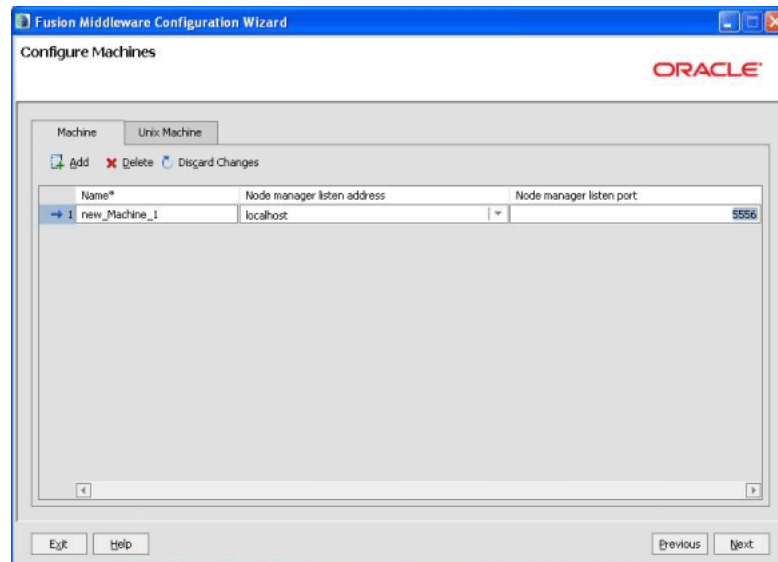 Fusion Middleware Configuration Wizard
Configure Machines
ORACLE
Machine Unix Machine
Add Delete Discard Changes
Name* Node manager listen address Node manager listen port
1 new_Machine_1 localhost 5556
Exit Help Previous Next